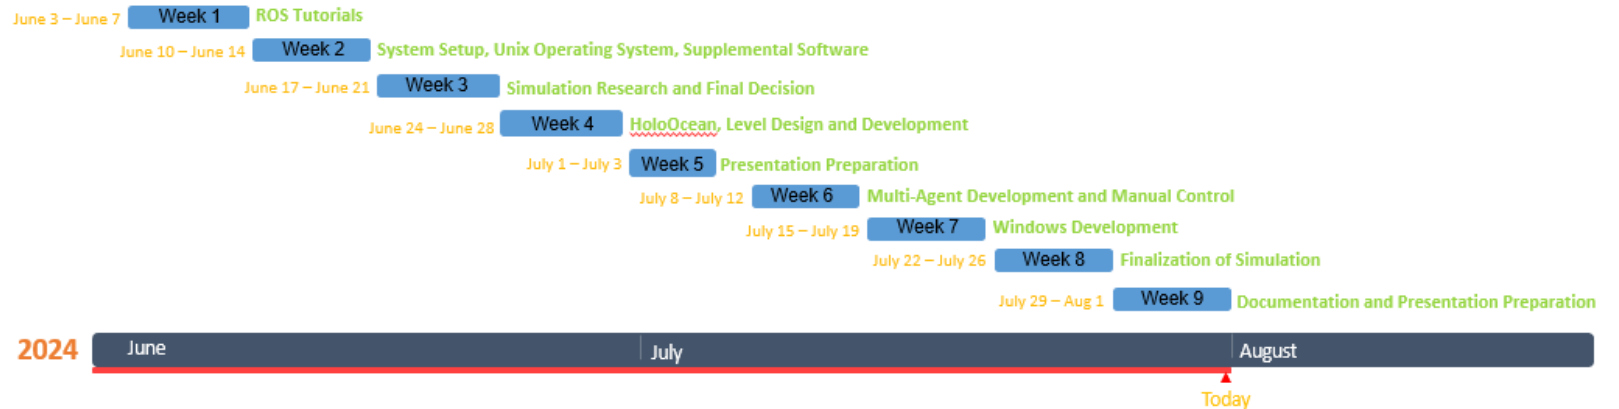 June 3 – June 7 Week 1 ROS Tutorials
June 10 – June 14 Week 2 System Setup, Unix Operating System, Supplemental Software
June 17 – June 21 Week 3 Simulation Research and Final Decision
June 24 – June 28 Week 4 HoloOcean, Level Design and Development
July 1 – July 3 Week 5 Presentation Preparation
July 8 – July 12 Week 6 Multi-Agent Development and Manual Control
July 15 – July 19 Week 7 Windows Development
July 22 – July 26 Week 8 Finalization of Simulation
July 29 – Aug 1 Week 9 Documentation and Presentation Preparation
2024 June July August
Today